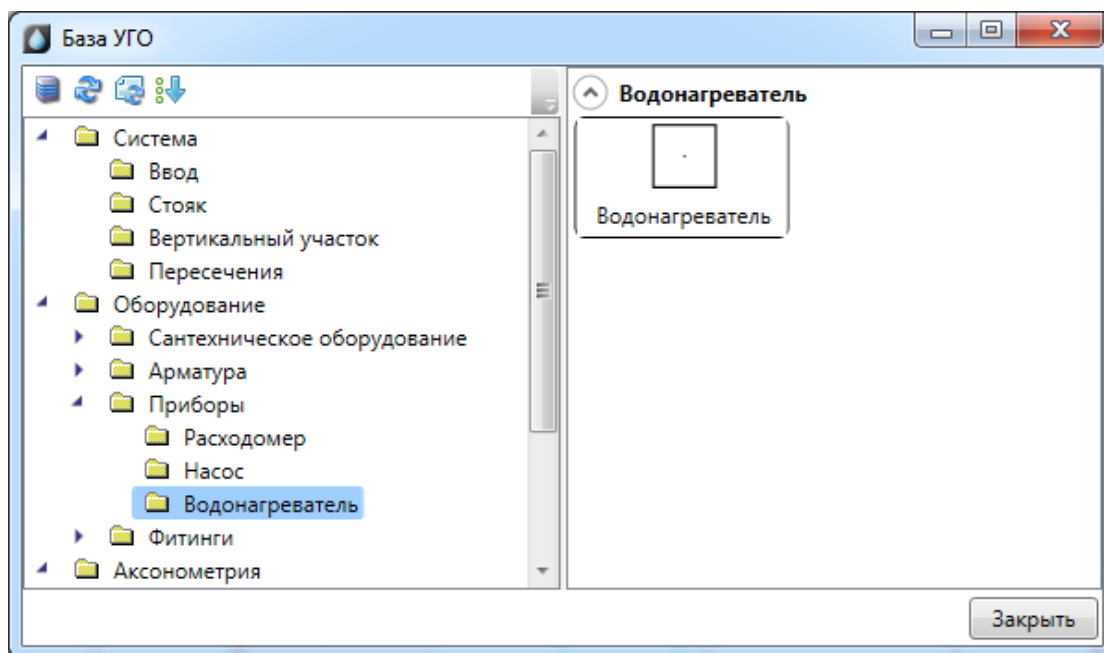 База УГО
Система
Ввод
Стояк
Вертикальный участок
Пересечения
Оборудование
Сантехническое оборудование
Арматура
Приборы
Расходомер
Насос
Водонагреватель
Фитинги
Аксонометрия
Водонагреватель
Водонагреватель
Закрыть